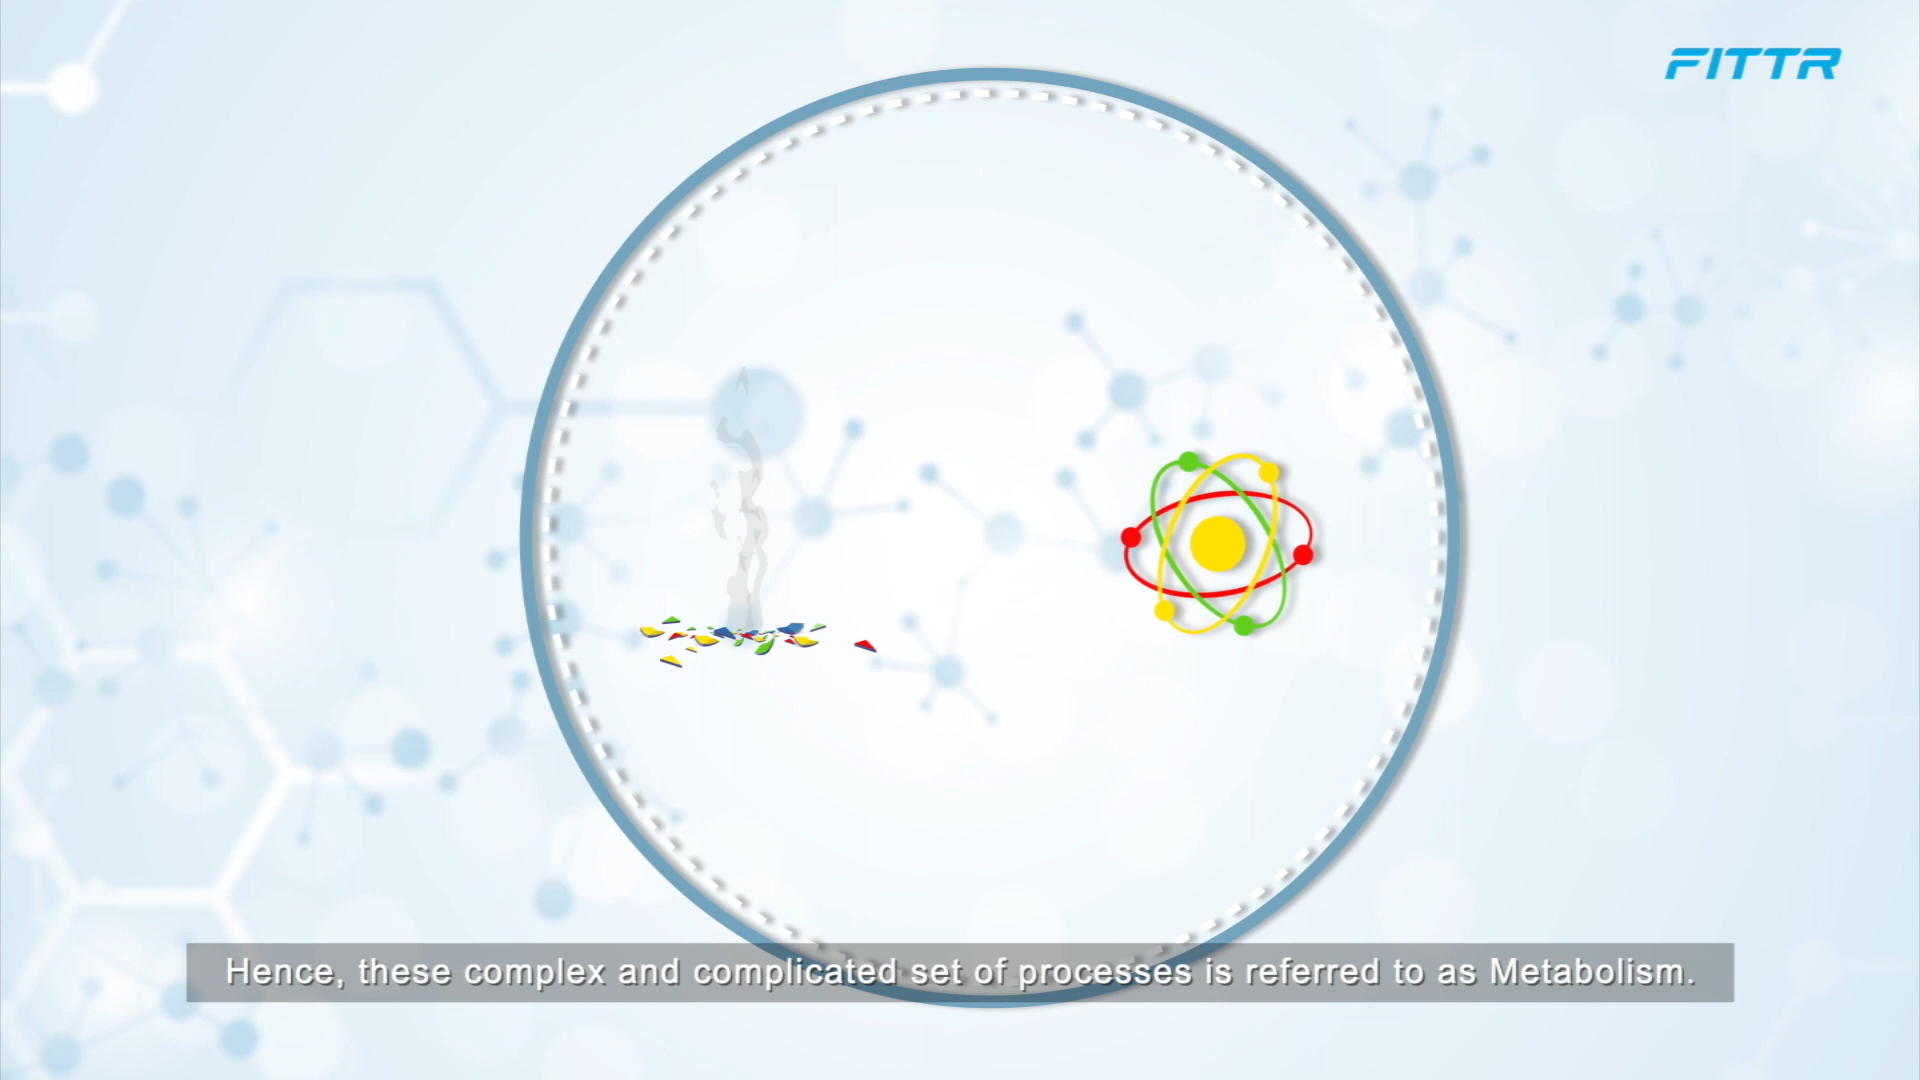 FITTR
Hence, these complex and complicated set of processes is referred to as Metabolism.